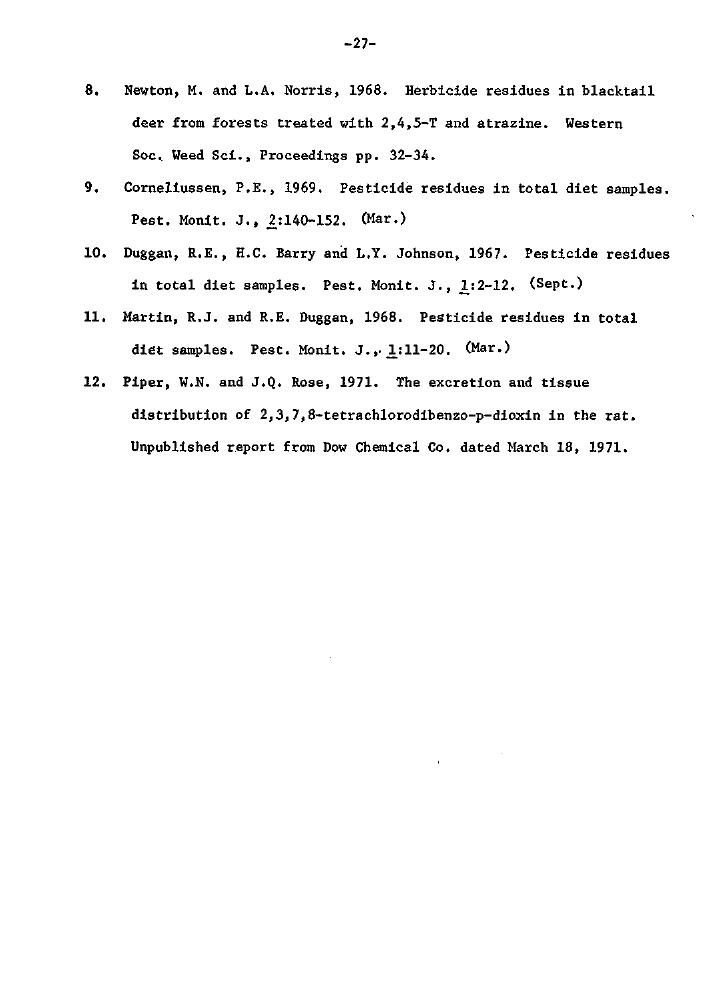 -27-
8. Newton, M. and L.A. Norris, 1968. Herbicide residues in blacktail
deer from forests treated with 2,4,5-T and atrazine. Western
Soc. Weed Sci., Proceedings pp. 32-34.
9. Corneliussen, P.E., 1969. Pesticide residues in total diet samples.
Pest. Monit. J., 2:140-152. (Mar.)
10. Duggan, R.E., H.C. Barry and L.Y. Johnson, 1967. Pesticide residues
in total diet samples. Pest. Monit. J., 1:2-12. (Sept.)
11. Martin, R.J. and R.E. Duggan, 1968. Pesticide residues in total
diet samples. Pest. Monit. J., 1:11-20. (Mar.)
12. Piper, W.N. and J.Q. Rose, 1971. The excretion and tissue
distribution of 2,3,7,8-tetrachlorodibenzo-p-dioxin in the rat.
Unpublished report from Dow Chemical Co. dated March 18, 1971.